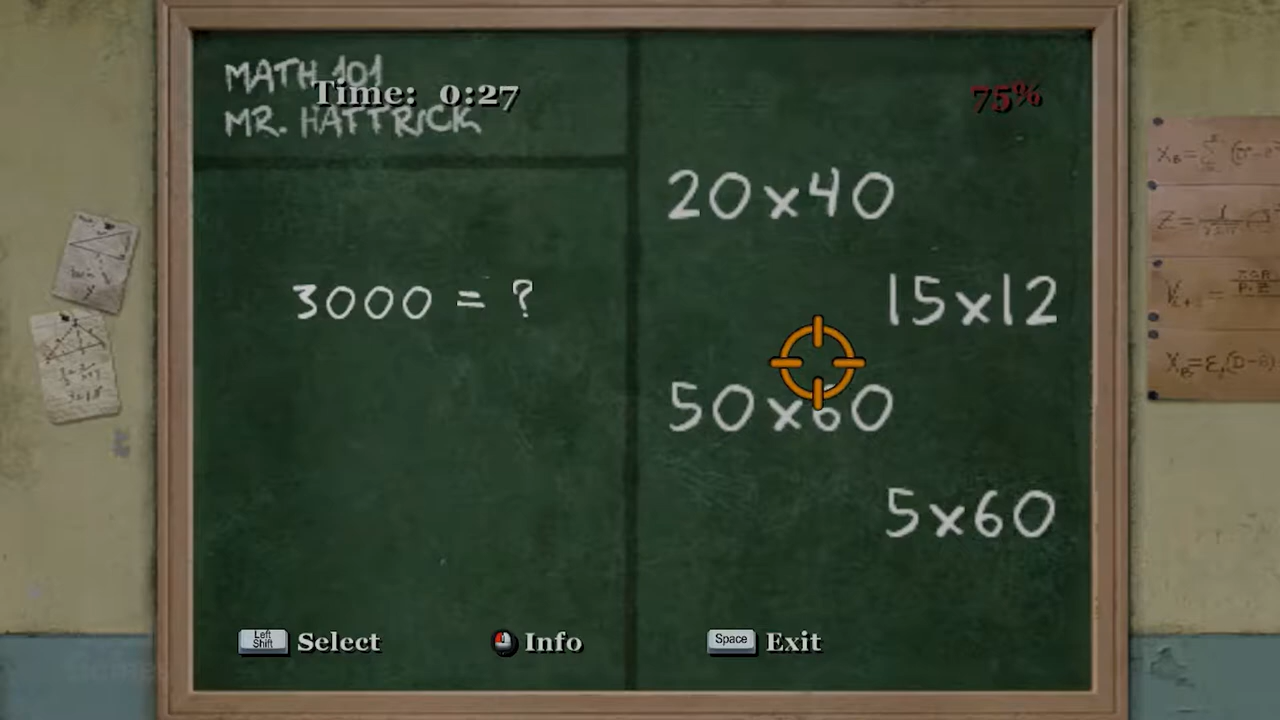 MATH 101
Time: 0:27
75%
MR. HATTRICK
20x40
3000 = ?
15x12
50x60
5x60
Left Shift Select
Info
Space Exit